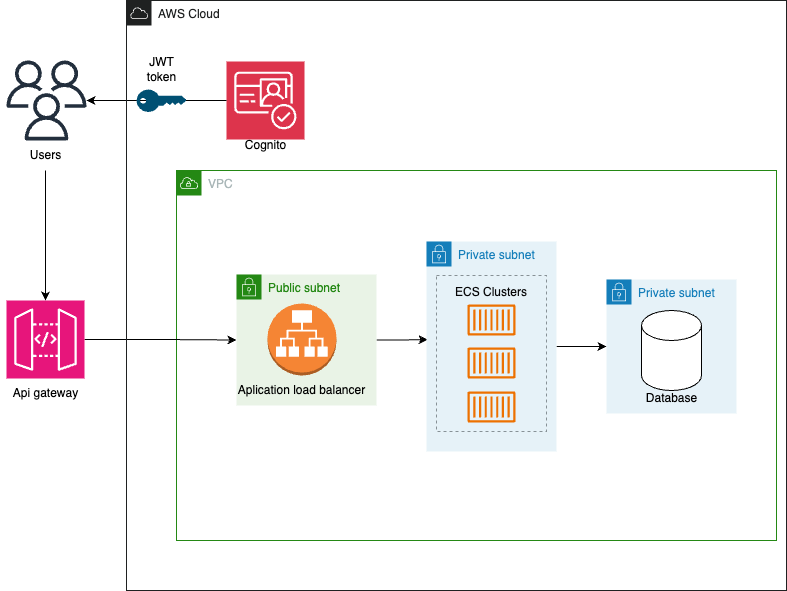 AWS Cloud
JWT
token
Users
Cognito
VPC
Public subnet
Aplication load balancer
Private subnet
ECS Clusters
Private subnet
Database
</>
Api gateway